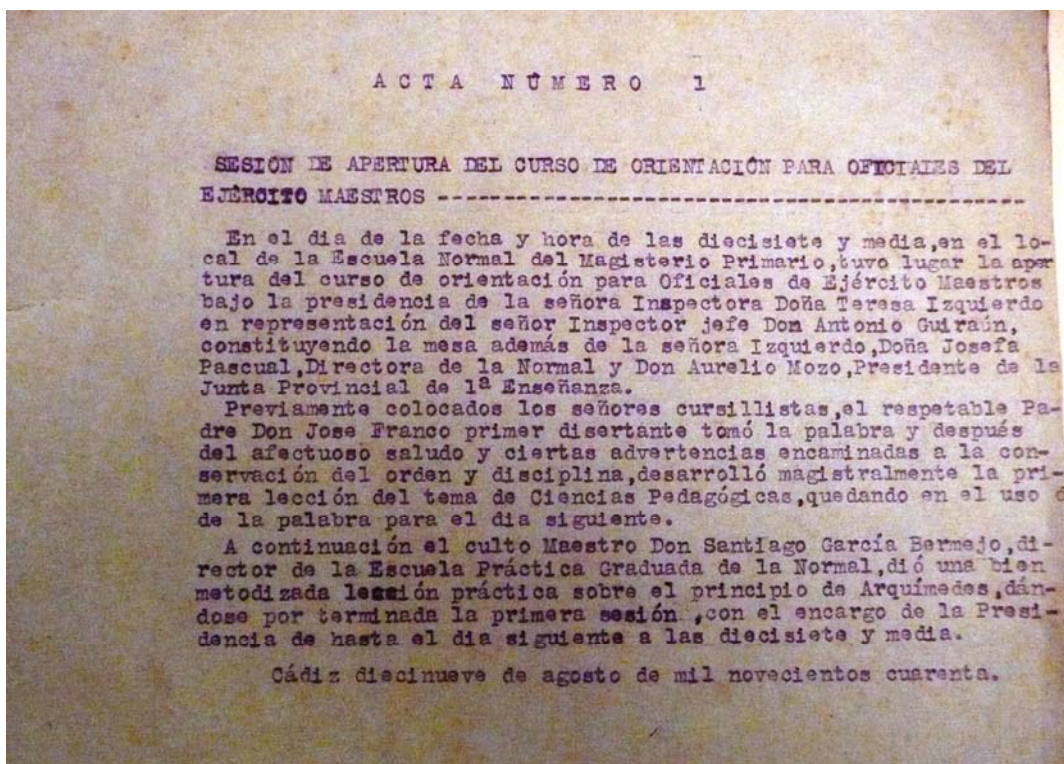 ACTA NÚMERO 1
SESIÓN DE APERTURA DEL CURSO DE ORIENTACIÓN PARA OFICIALES DEL
EJÉRCITO MAESTROS ---------------------------------------------
En el dia de la fecha y hora de las diecisiete y media,en el lo-
cal de la Escuela Normal del Magisterio Primario,tuvo lugar la aper
tura del curso de orientación para Oficiales de Ejército Maestros
bajo la presidencia de la señora Inspectora Doña Teresa Izquierdo
en representación del señor Inspector jefe Don Antonio Guiraún,
constituyendo la mesa además de la señora Izquierdo,Doña Josefa
Pascual,Directora de la Normal y Don Aurelio Mozo,Presidente de la
Junta Provincial de 1ª Enseñanza.
Previamente colocados los señores cursillistas,el respetable Pa-
dre Don Jose Franco primer disertante tomó la palabra y después
del afectuoso saludo y ciertas advertencias encaminadas a la con-
servación del orden y disciplina,desarrolló magistralmente la pri-
mera lección del tema de Ciencias Pedagógicas,quedando en el uso
de la palabra para el dia siguiente.
A continuación el culto Maestro Don Santiago García Bermejo,di-
rector de la Escuela Práctica Graduada de la Normal,dió una bien
metodizada lección práctica sobre el principio de Arquímedes,dán-
dose por terminada la primera sesión ,con el encargo de la Presi-
dencia de hasta el dia siguiente a las diecisiete y media.
Cádiz diecinueve de agosto de mil novecientos cuarenta.